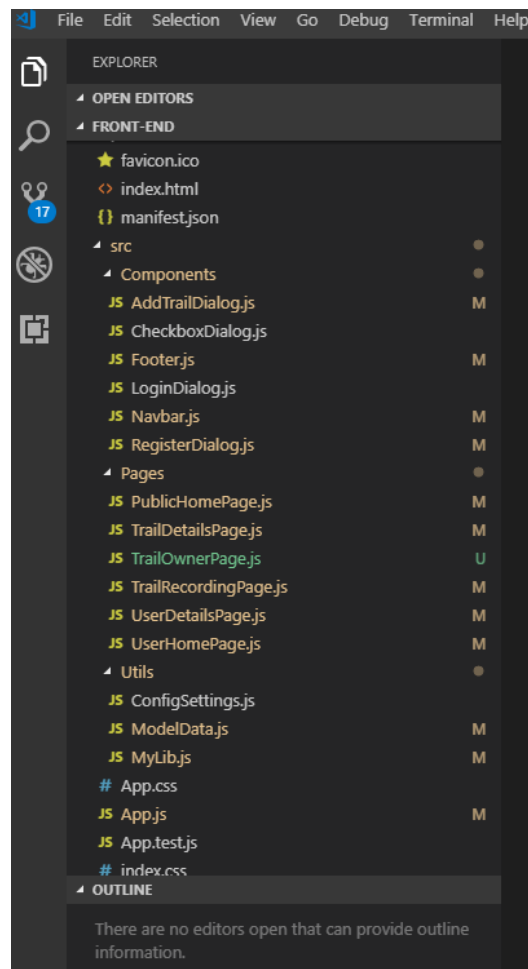 File Edit Selection View Go Debug Terminal Help
EXPLORER
OPEN EDITORS
FRONT-END
favicon.ico
<> index.html
{} manifest.json
src
Components
JS AddTrailDialog.js M
JS CheckboxDialog.js
JS Footer.js M
JS LoginDialog.js
JS Navbar.js M
JS RegisterDialog.js M
Pages
JS PublicHomePage.js M
JS TrailDetailsPage.js M
JS TrailOwnerPage.js U
JS TrailRecordingPage.js M
JS UserDetailsPage.js M
JS UserHomePage.js M
Utils
JS ConfigSettings.js
JS ModelData.js M
JS MyLib.js M
# App.css
JS App.js M
JS App.test.js
# index.css
OUTLINE
There are no editors open that can provide outline
information.
17